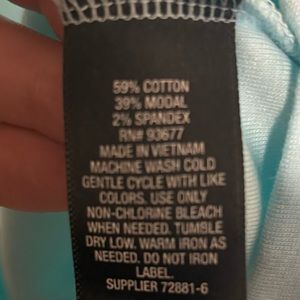 59% COTTON
39% MODAL
2% SPANDEX
RN# 93677
MADE IN VIETNAM
MACHINE WASH COLD
GENTLE CYCLE WITH LIKE
COLORS. USE ONLY
NON-CHLORINE BLEACH
WHEN NEEDED. TUMBLE
DRY LOW. WARM IRON AS
NEEDED. DO NOT IRON
LABEL.
SUPPLIER 72881-6